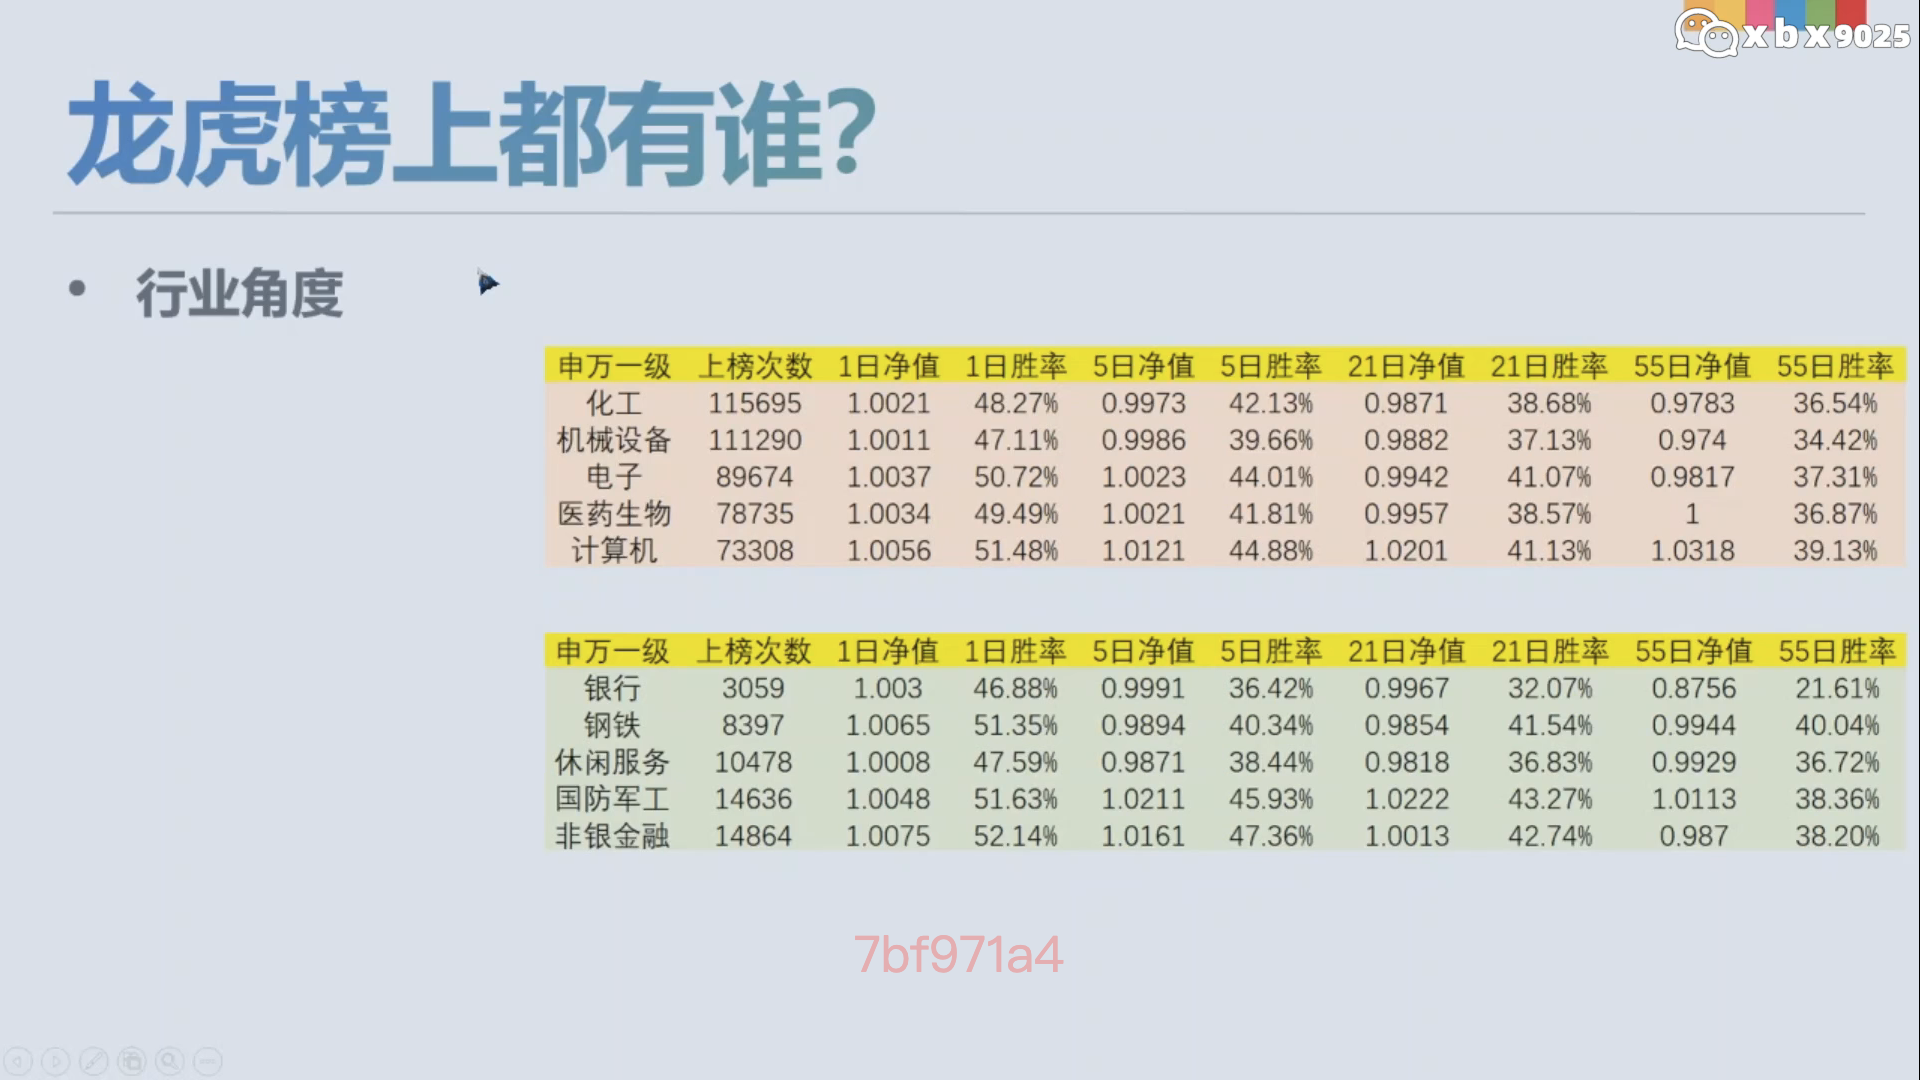 xbx9025
龙虎榜上都有谁?
• 行业角度
申万一级 上榜次数 1日净值 1日胜率 5日净值 5日胜率 21日净值 21日胜率 55日净值 55日胜率
化工 115695 1.0021 48.27% 0.9973 42.13% 0.9871 38.68% 0.9783 36.54%
机械设备 111290 1.0011 47.11% 0.9986 39.66% 0.9882 37.13% 0.974 34.42%
电子 89674 1.0037 50.72% 1.0023 44.01% 0.9942 41.07% 0.9817 37.31%
医药生物 78735 1.0034 49.49% 1.0021 41.81% 0.9957 38.57% 1 36.87%
计算机 73308 1.0056 51.48% 1.0121 44.88% 1.0201 41.13% 1.0318 39.13%
申万一级 上榜次数 1日净值 1日胜率 5日净值 5日胜率 21日净值 21日胜率 55日净值 55日胜率
银行 3059 1.003 46.88% 0.9991 36.42% 0.9967 32.07% 0.8756 21.61%
钢铁 8397 1.0065 51.35% 0.9894 40.34% 0.9854 41.54% 0.9944 40.04%
休闲服务 10478 1.0008 47.59% 0.9871 38.44% 0.9818 36.83% 0.9929 36.72%
国防军工 14636 1.0048 51.63% 1.0211 45.93% 1.0222 43.27% 1.0113 38.36%
非银金融 14864 1.0075 52.14% 1.0161 47.36% 1.0013 42.74% 0.987 38.20%
7bf971a4